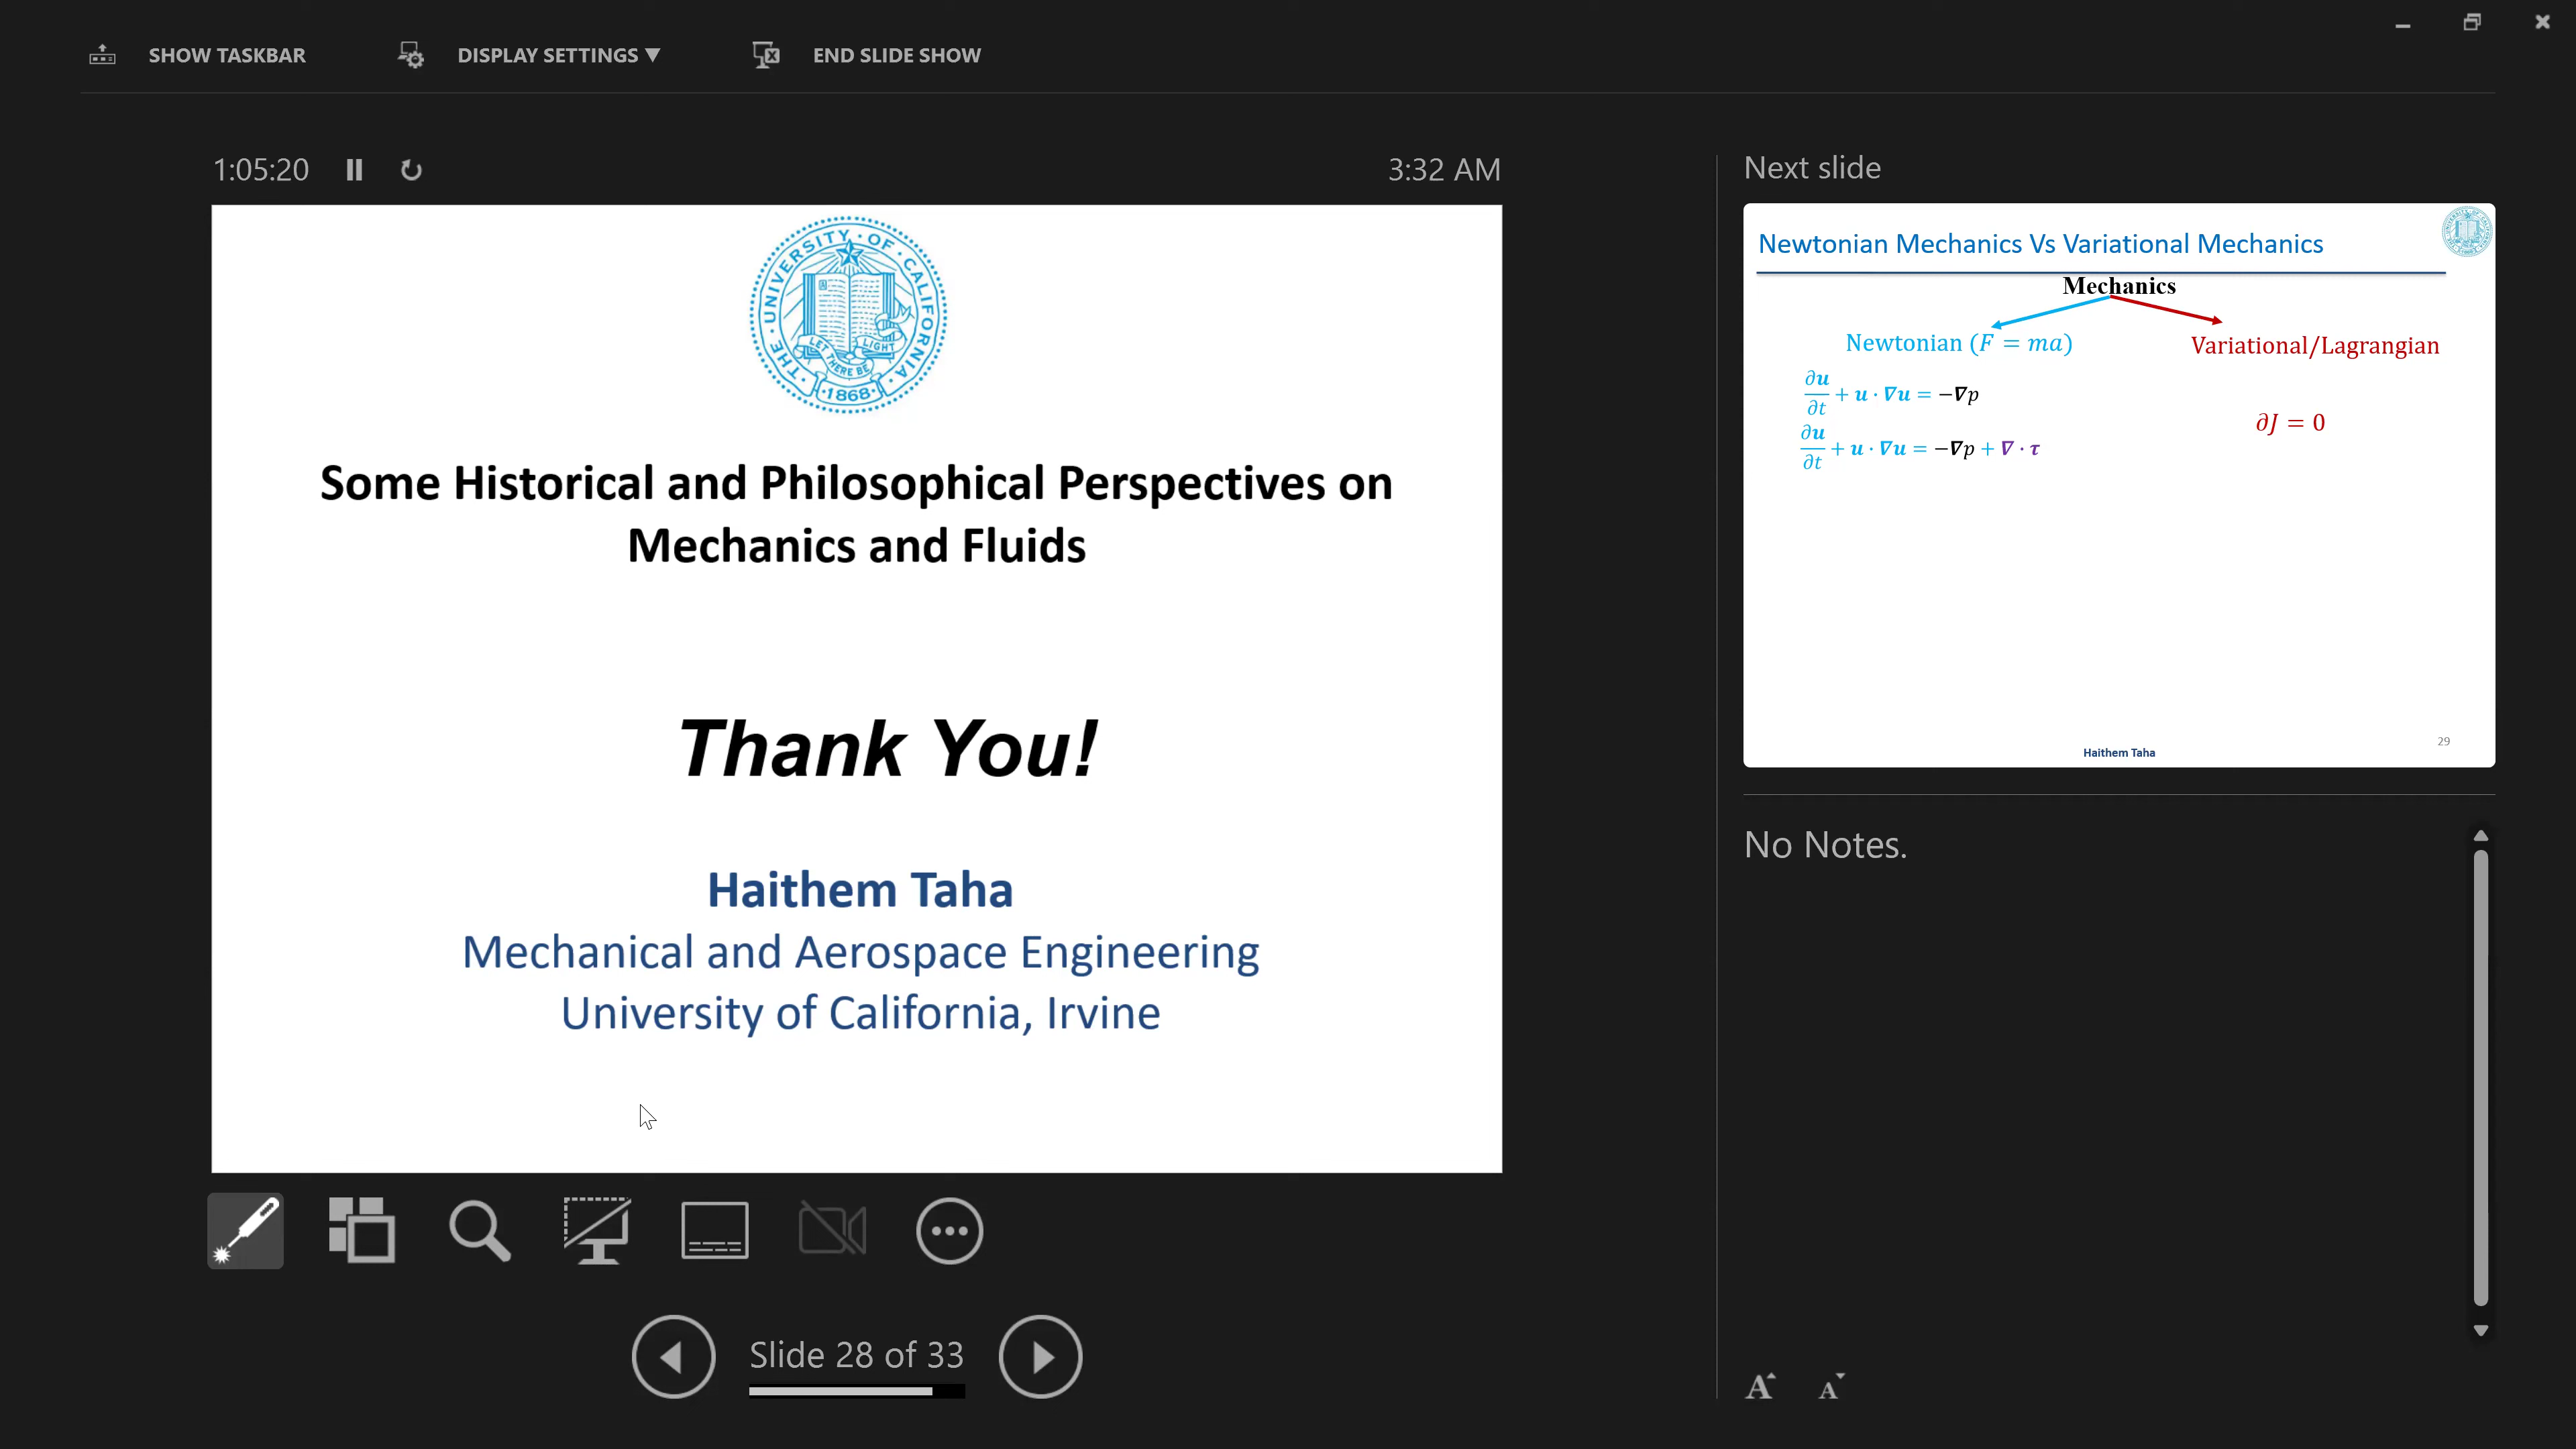 SHOW TASKBAR
DISPLAY SETTINGS ▼
END SLIDE SHOW
1:05:20
3:32 AM
THE · UNIVERSITY · OF · CALIFORNIA
LET THERE BE LIGHT
· 1868 ·
Some Historical and Philosophical Perspectives on
Mechanics and Fluids
Thank You!
Haithem Taha
Mechanical and Aerospace Engineering
University of California, Irvine
Slide 28 of 33
Next slide
Newtonian Mechanics Vs Variational Mechanics
Mechanics
Newtonian (F = ma)
Variational/Lagrangian
∂u/∂t + u · ∇u = −∇p
∂J = 0
∂u/∂t + u · ∇u = −∇p + ∇ · τ
29
Haithem Taha
No Notes.
A
A